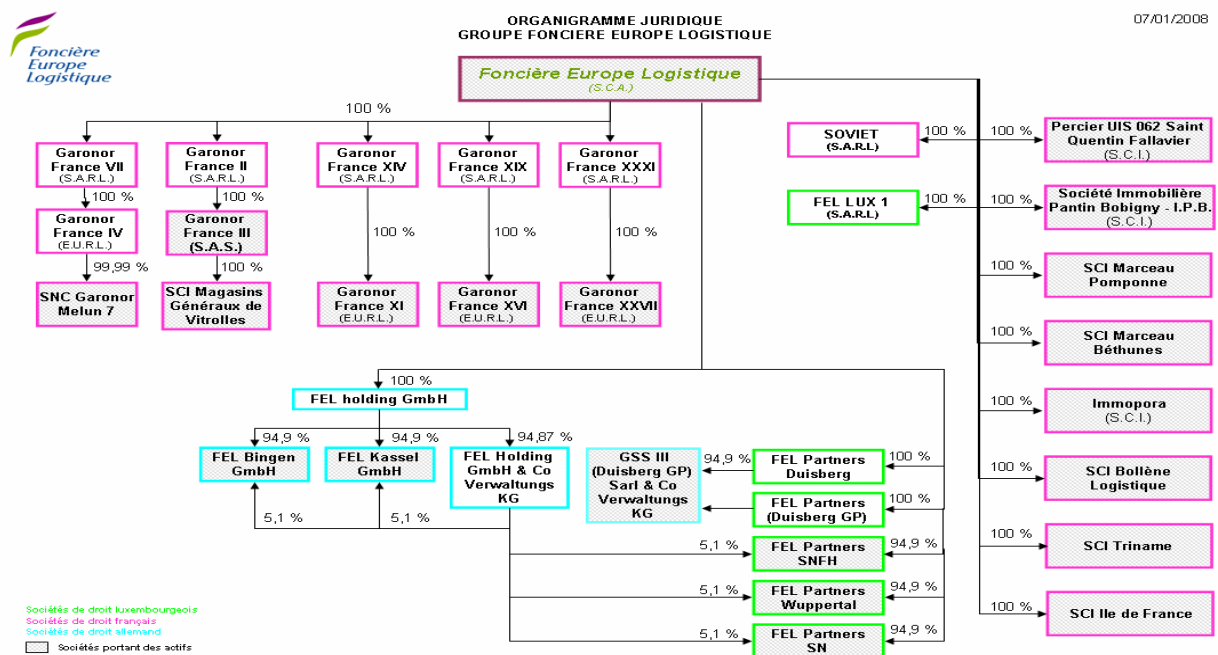 ORGANIGRAMME JURIDIQUE
GROUPE FONCIERE EUROPE LOGISTIQUE
07/01/2008
Foncière
Europe
Logistique
Foncière Europe Logistique
(S.C.A.)
100 %
Garonor
France VII
(S.A.R.L.)
Garonor
France II
(S.A.R.L.)
Garonor
France XIV
(S.A.R.L.)
Garonor
France XIX
(S.A.R.L.)
Garonor
France XXXI
(S.A.R.L.)
SOVIET
(S.A.R.L)
100 %
100 %
Percier UIS 062 Saint
Quentin Fallavier
(S.C.I.)
100 %
100 %
Garonor
France IV
(E.U.R.L.)
Garonor
France III
(S.A.S.)
100 %
100 %
100 %
FEL LUX 1
(S.A.R.L)
100 %
100 %
Société Immobilière
Pantin Bobigny - I.P.B.
(S.C.I.)
99,99 %
100 %
SNC Garonor
Melun 7
SCI Magasins
Généraux de
Vitrolles
Garonor
France XI
(E.U.R.L.)
Garonor
France XVI
(E.U.R.L.)
Garonor
France XXVII
(E.U.R.L.)
100 %
SCI Marceau
Pomponne
100 %
SCI Marceau
Béthunes
100 %
FEL holding GmbH
100 %
Immopora
(S.C.I.)
94,9 %
94,9 %
94,87 %
FEL Bingen
GmbH
FEL Kassel
GmbH
FEL Holding
GmbH & Co
Verwaltungs
KG
GSS III
(Duisberg GP)
Sarl & Co
Verwaltungs
KG
94,9 %
FEL Partners
Duisberg
100 %
100 %
SCI Bollène
Logistique
FEL Partners
(Duisberg GP)
100 %
5,1 %
5,1 %
5,1 %
FEL Partners
SNFH
94,9 %
100 %
SCI Triname
5,1 %
FEL Partners
Wuppertal
94,9 %
100 %
SCI Ile de France
5,1 %
FEL Partners
SN
94,9 %
Sociétés de droit luxembourgeois
Sociétés de droit français
Sociétés de droit allemand
Sociétés portant des actifs